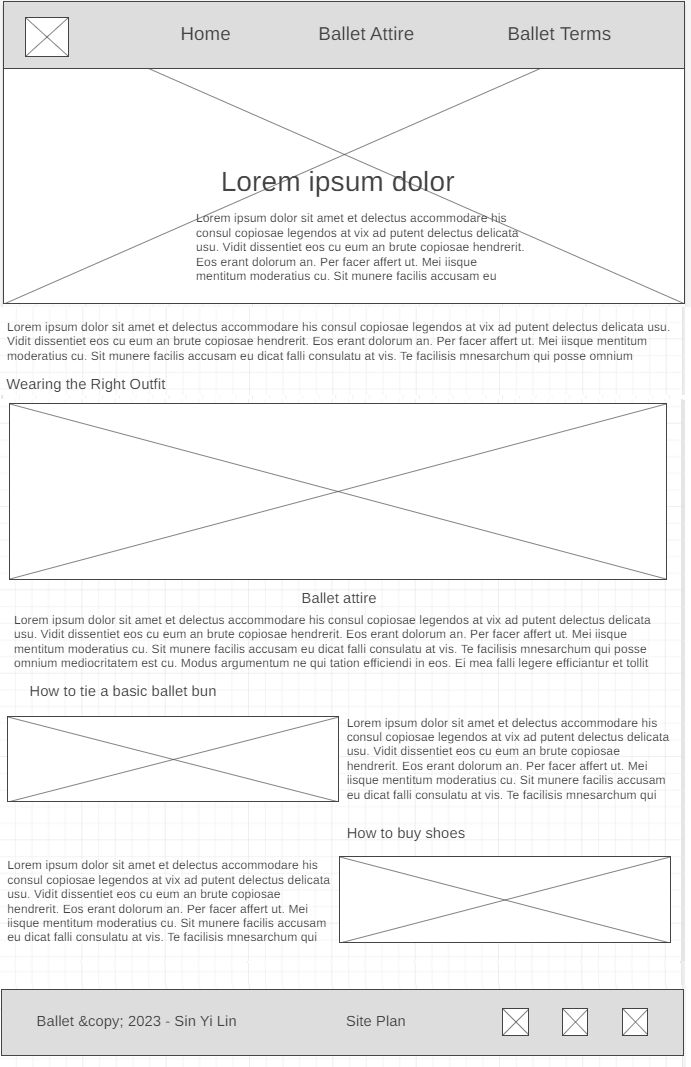 Home Ballet Attire Ballet Terms
Lorem ipsum dolor
Lorem ipsum dolor sit amet et delectus accommodare his
consul copiosae legendos at vix ad putent delectus delicata
usu. Vidit dissentiet eos cu eum an brute copiosae hendrerit.
Eos erant dolorum an. Per facer affert ut. Mei iisque
mentitum moderatius cu. Sit munere facilis accusam eu
Lorem ipsum dolor sit amet et delectus accommodare his consul copiosae legendos at vix ad putent delectus delicata usu.
Vidit dissentiet eos cu eum an brute copiosae hendrerit. Eos erant dolorum an. Per facer affert ut. Mei iisque mentitum
moderatius cu. Sit munere facilis accusam eu dicat falli consulatu at vis. Te facilisis mnesarchum qui posse omnium
Wearing the Right Outfit
Ballet attire
Lorem ipsum dolor sit amet et delectus accommodare his consul copiosae legendos at vix ad putent delectus delicata
usu. Vidit dissentiet eos cu eum an brute copiosae hendrerit. Eos erant dolorum an. Per facer affert ut. Mei iisque
mentitum moderatius cu. Sit munere facilis accusam eu dicat falli consulatu at vis. Te facilisis mnesarchum qui posse
omnium mediocritatem est cu. Modus argumentum ne qui tation efficiendi in eos. Ei mea falli legere efficiantur et tollit
How to tie a basic ballet bun
Lorem ipsum dolor sit amet et delectus accommodare his
consul copiosae legendos at vix ad putent delectus delicata
usu. Vidit dissentiet eos cu eum an brute copiosae
hendrerit. Eos erant dolorum an. Per facer affert ut. Mei
iisque mentitum moderatius cu. Sit munere facilis accusam
eu dicat falli consulatu at vis. Te facilisis mnesarchum qui
How to buy shoes
Lorem ipsum dolor sit amet et delectus accommodare his
consul copiosae legendos at vix ad putent delectus delicata
usu. Vidit dissentiet eos cu eum an brute copiosae
hendrerit. Eos erant dolorum an. Per facer affert ut. Mei
iisque mentitum moderatius cu. Sit munere facilis accusam
eu dicat falli consulatu at vis. Te facilisis mnesarchum qui
Ballet &copy; 2023 - Sin Yi Lin Site Plan